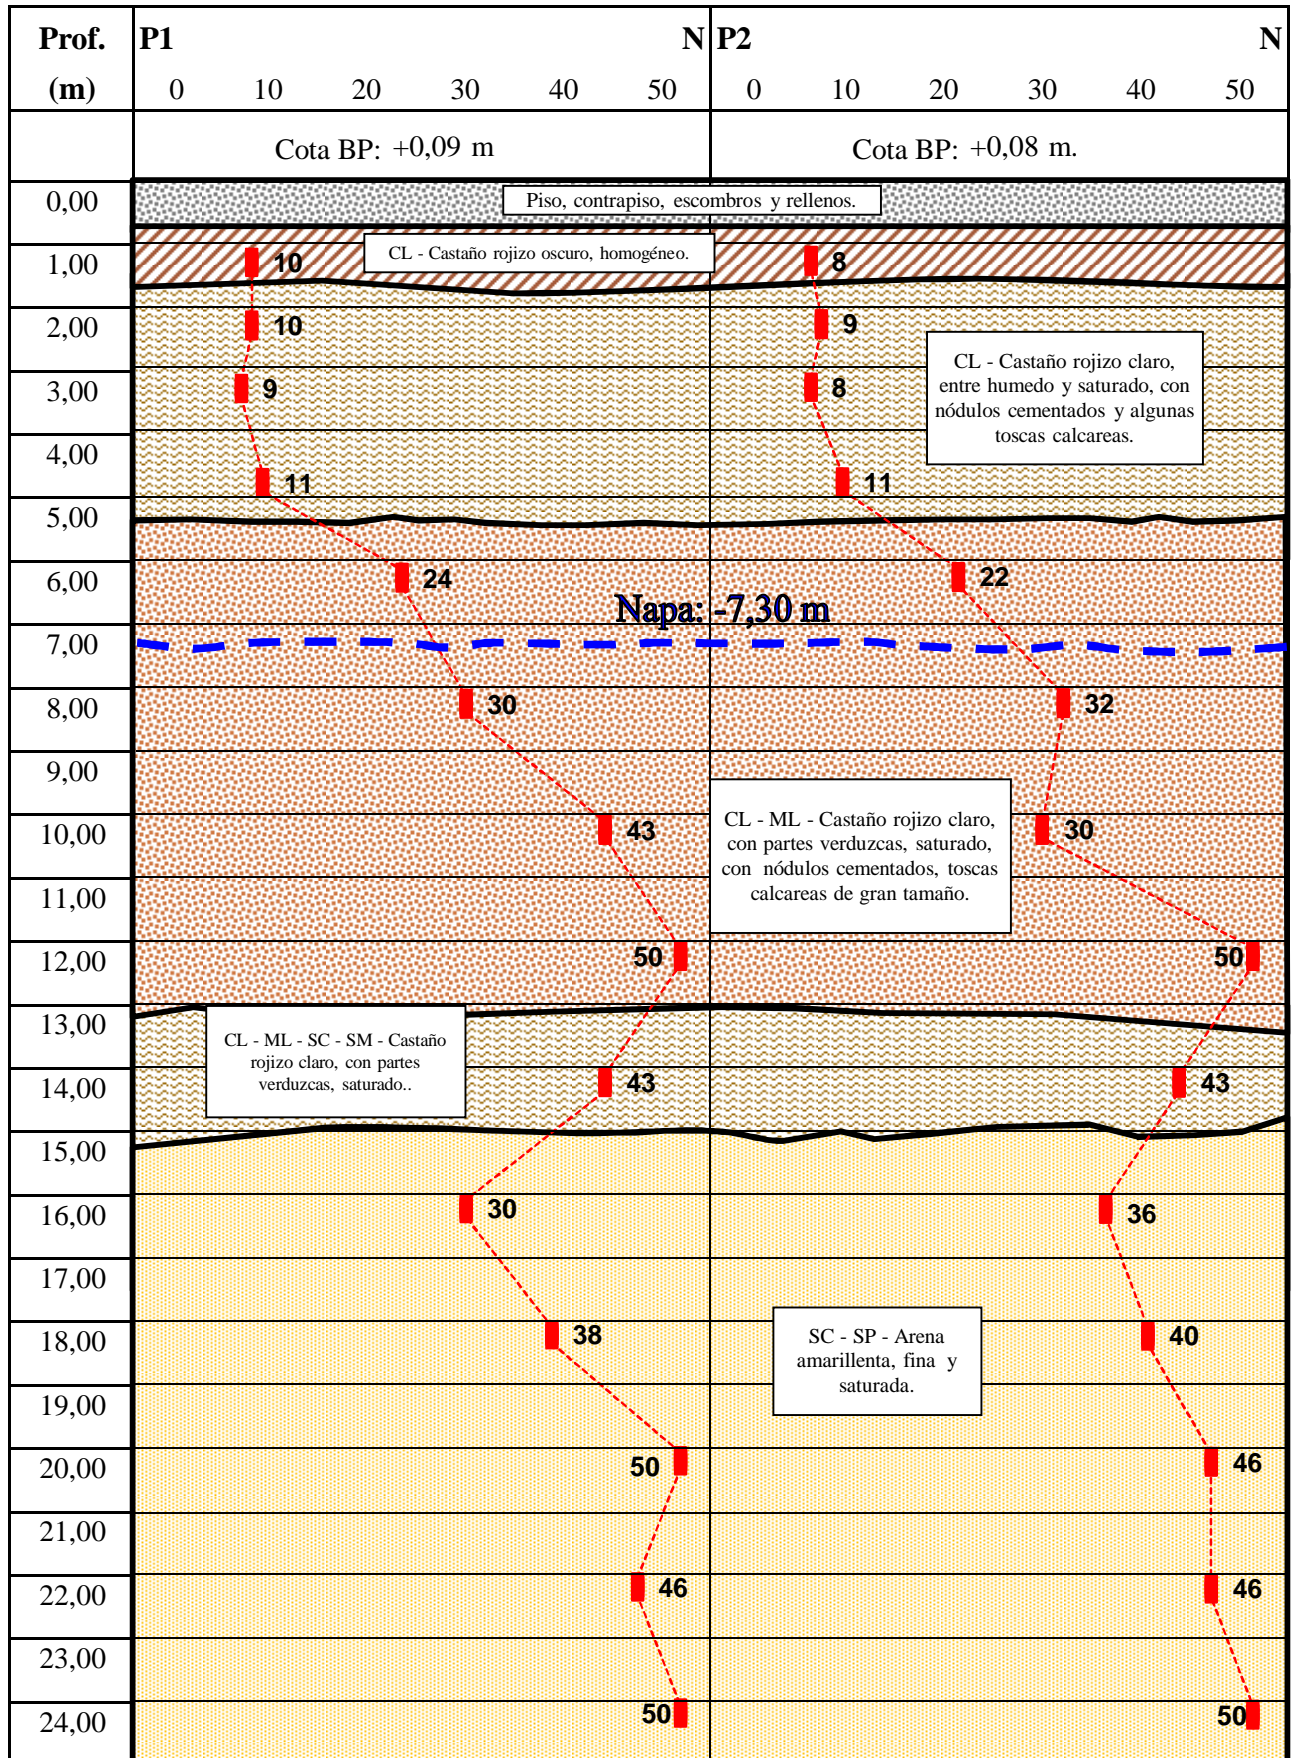 Prof. P1 N P2 N
(m) 0 10 20 30 40 50 0 10 20 30 40 50
Cota BP: +0,09 m Cota BP: +0,08 m.
0,00
Piso, contrapiso, escombros y rellenos.
CL - Castaño rojizo oscuro, homogéneo.
1,00 10 8
2,00 10 9
CL - Castaño rojizo claro,
entre humedo y saturado, con
nódulos cementados y algunas
toscas calcareas.
3,00 9 8
4,00
11 11
5,00
6,00 24 22
Napa: -7,30 m
7,00
8,00 30 32
9,00
CL - ML - Castaño rojizo claro,
con partes verduzcas, saturado,
con nódulos cementados, toscas
calcareas de gran tamaño.
10,00 43 30
11,00
12,00 50 50
13,00
CL - ML - SC - SM - Castaño
rojizo claro, con partes
verduzcas, saturado..
14,00 43 43
15,00
16,00 30 36
17,00
18,00 38 40
SC - SP - Arena
amarillenta, fina y
saturada.
19,00
20,00 50 46
21,00
22,00 46 46
23,00
24,00 50 50